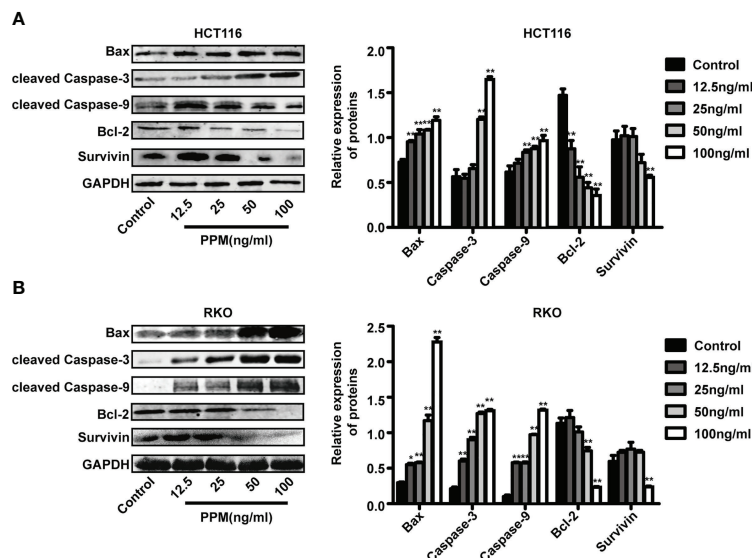 A
HCT116
Bax
cleaved Caspase-3
cleaved Caspase-9
Bcl-2
Survivin
GAPDH
Control
12.5
25
50
100
PPM(ng/ml)
HCT116
Relative expression
of proteins
2.0
1.5
1.0
0.5
0.0
** ** ** **
** **
** ** **
** ** ** **
**
Bax
Caspase-3
Caspase-9
Bcl-2
Survivin
Control
12.5ng/ml
25ng/ml
50ng/ml
100ng/ml
B
RKO
Bax
cleaved Caspase-3
cleaved Caspase-9
Bcl-2
Survivin
GAPDH
Control
12.5
25
50
100
PPM(ng/ml)
RKO
Relative expression
of proteins
2.5
2.0
1.5
1.0
0.5
0.0
* ** ** **
** ** ** **
** ** ** **
** **
**
Bax
Caspase-3
Caspase-9
Bcl-2
Survivin
Control
12.5ng/m
25ng/ml
50ng/ml
100ng/ml